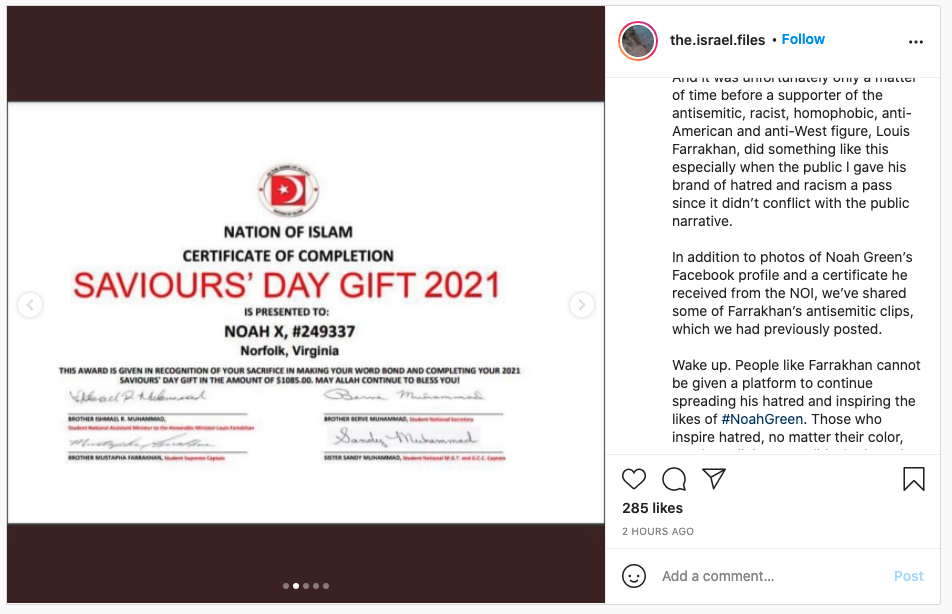 NATION OF ISLAM
CERTIFICATE OF COMPLETION
SAVIOURS' DAY GIFT 2021
IS PRESENTED TO:
NOAH X, #249337
Norfolk, Virginia
THIS AWARD IS GIVEN IN RECOGNITION OF YOUR SACRIFICE IN MAKING YOUR WORD BOND AND COMPLETING YOUR 2021
SAVIOURS' DAY GIFT IN THE AMOUNT OF $1085.00. MAY ALLAH CONTINUE TO BLESS YOU!
Berve Muhammad
BROTHER ISHMAEL R. MUHAMMAD,
Student National Assistant Minister to the Honorable Minister Louis Farrakhan
BROTHER BERVE MUHAMMAD, Student National Secretary
Sandy Muhammad
BROTHER MUSTAPHA FARRAKHAN, Student Supreme Captain
SISTER SANDY MUHAMMAD, Student National M.G.T. and G.C.C. Captain
the.israel.files • Follow
And it was unfortunately only a matter
of time before a supporter of the
antisemitic, racist, homophobic, anti-
American and anti-West figure, Louis
Farrakhan, did something like this
especially when the public I gave his
brand of hatred and racism a pass
since it didn't conflict with the public
narrative.
In addition to photos of Noah Green's
Facebook profile and a certificate he
received from the NOI, we've shared
some of Farrakhan's antisemitic clips,
which we had previously posted.
Wake up. People like Farrakhan cannot
be given a platform to continue
spreading his hatred and inspiring the
likes of #NoahGreen. Those who
inspire hatred, no matter their color,
285 likes
2 HOURS AGO
Add a comment...
Post